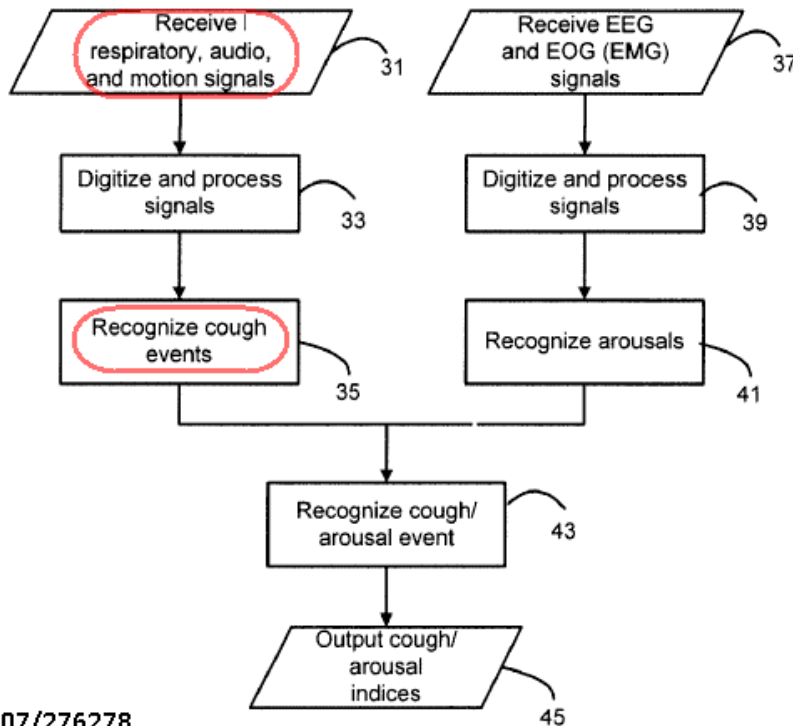 Receive
respiratory, audio,
and motion signals
31
Receive EEG
and EOG (EMG)
signals
37
Digitize and process
signals
33
Digitize and process
signals
39
Recognize cough
events
35
Recognize arousals
41
Recognize cough/
arousal event
43
Output cough/
arousal
indices
45
07/276278